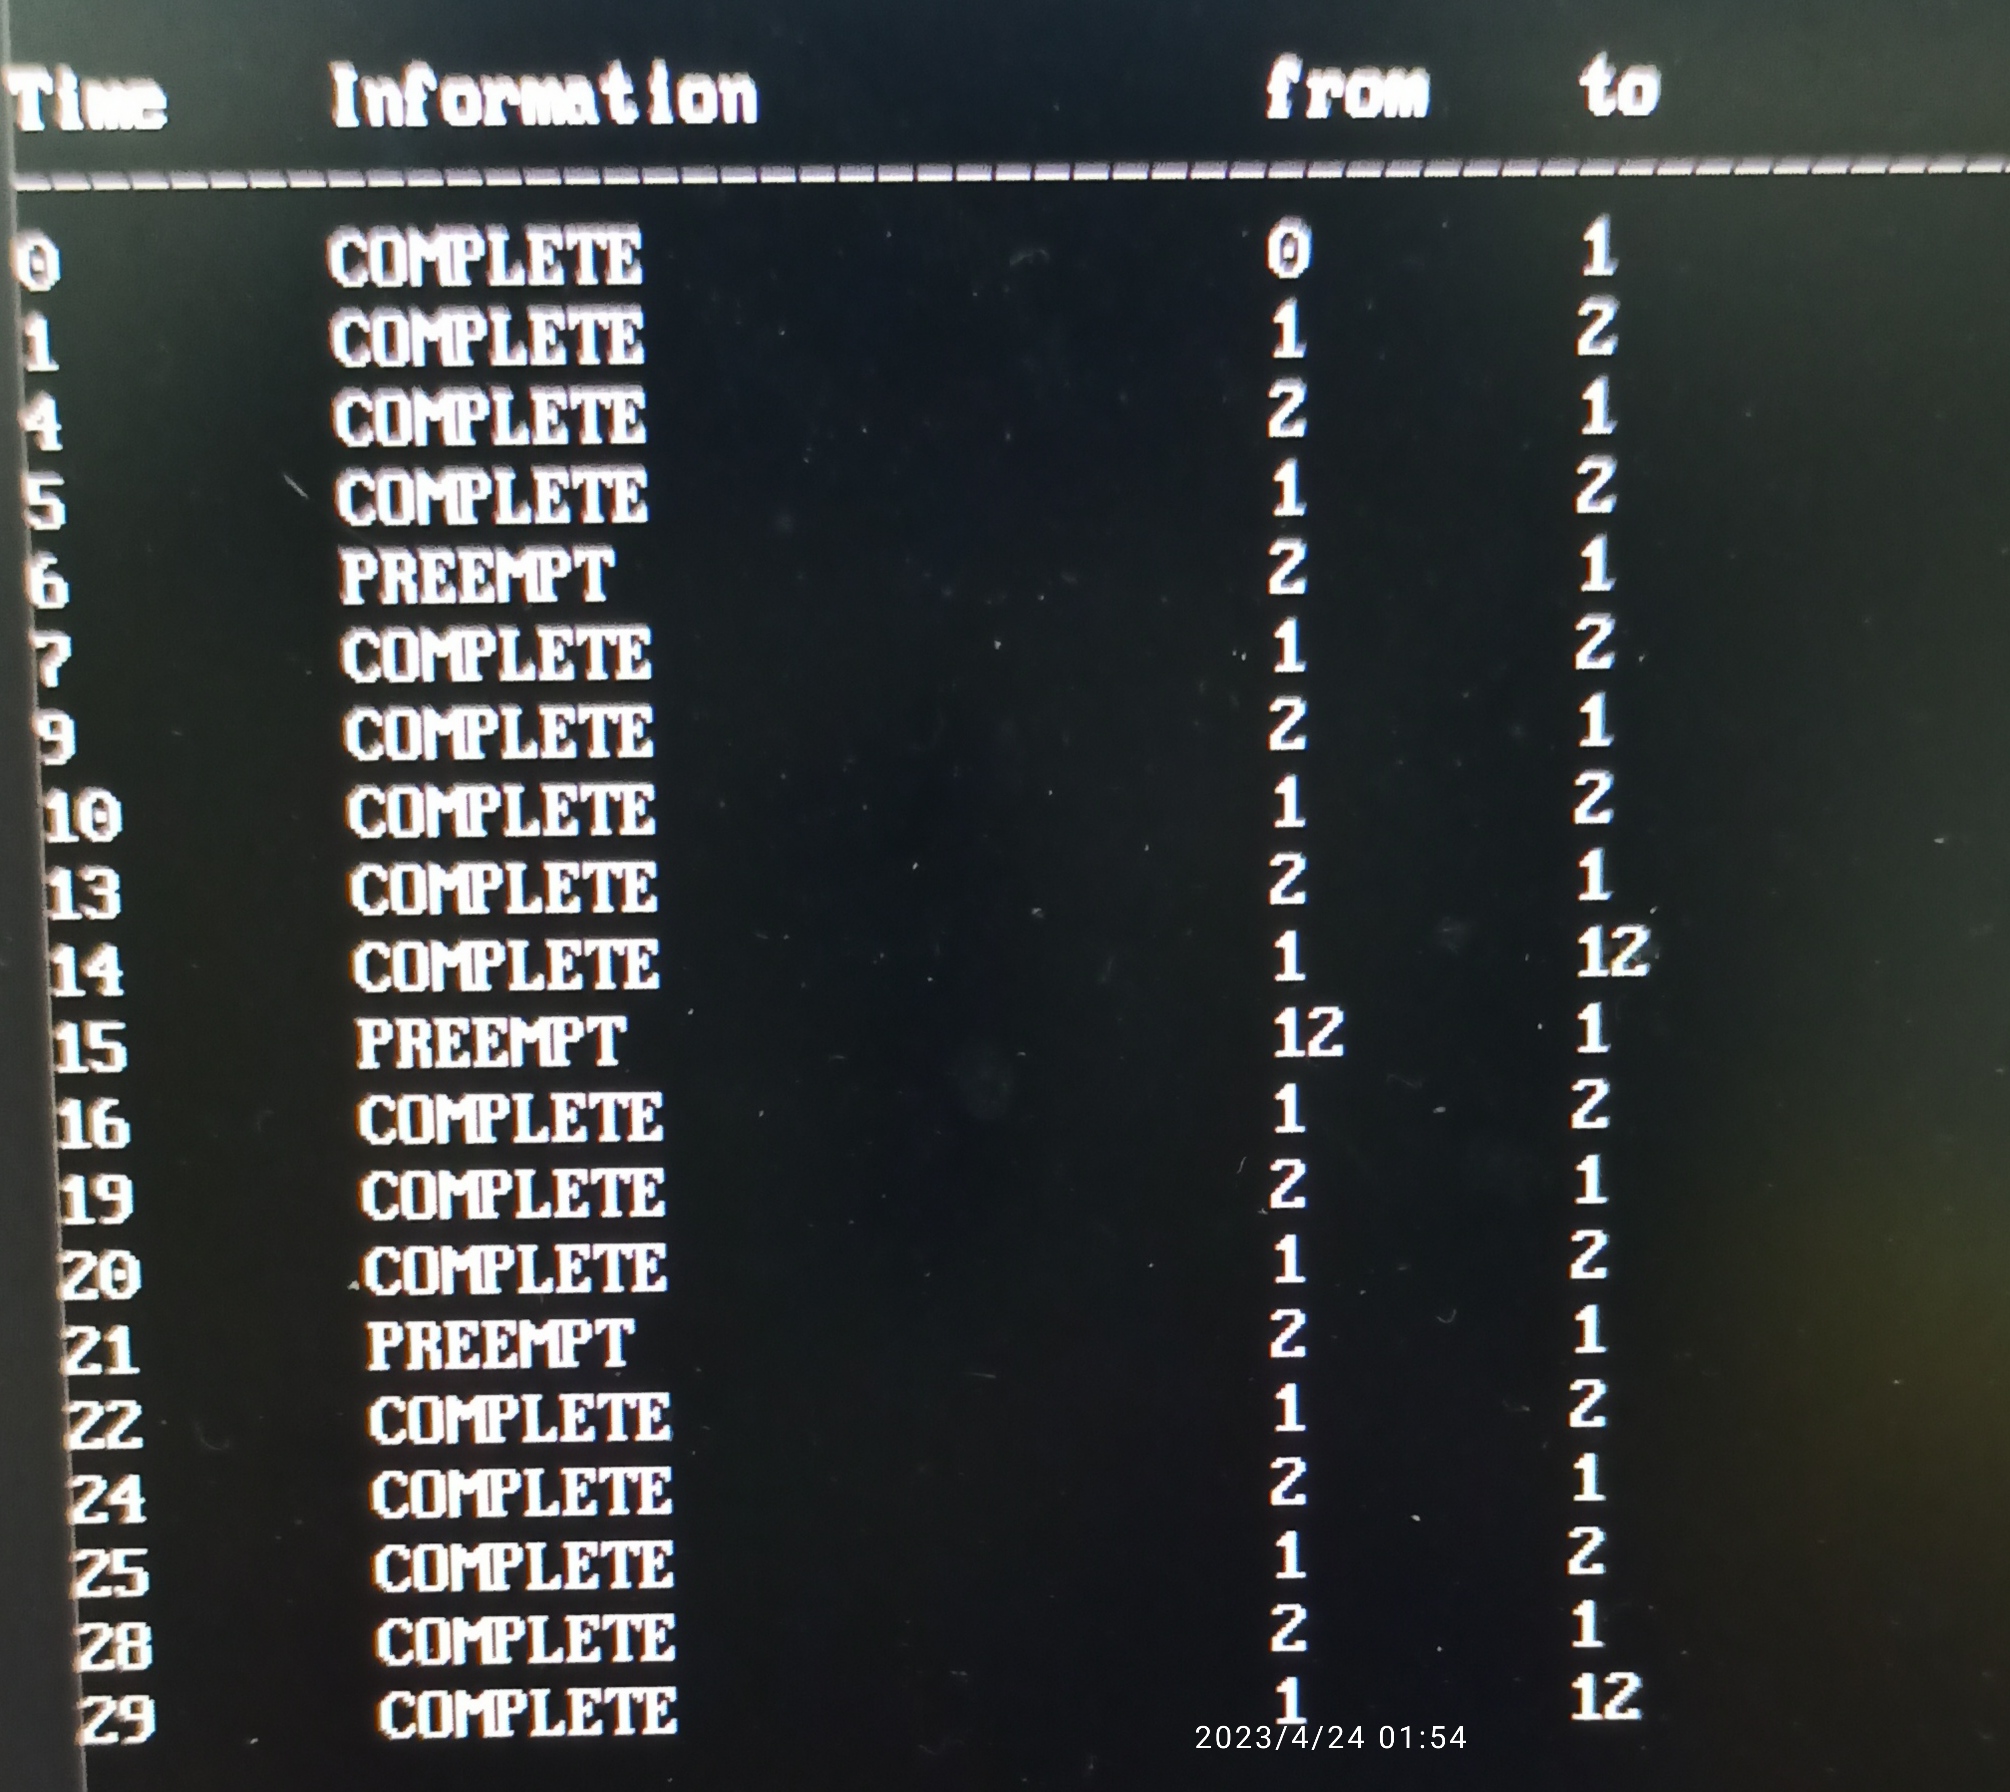 Time Information from to
----------------------------------------------------
0 COMPLETE 0 1
1 COMPLETE 1 2
4 COMPLETE 2 1
5 COMPLETE 1 2
6 PREEMPT 2 1
7 COMPLETE 1 2
9 COMPLETE 2 1
10 COMPLETE 1 2
13 COMPLETE 2 1
14 COMPLETE 1 12
15 PREEMPT 12 1
16 COMPLETE 1 2
19 COMPLETE 2 1
20 COMPLETE 1 2
21 PREEMPT 2 1
22 COMPLETE 1 2
24 COMPLETE 2 1
25 COMPLETE 1 2
28 COMPLETE 2 1
29 COMPLETE 1 12
2023/4/24 01:54